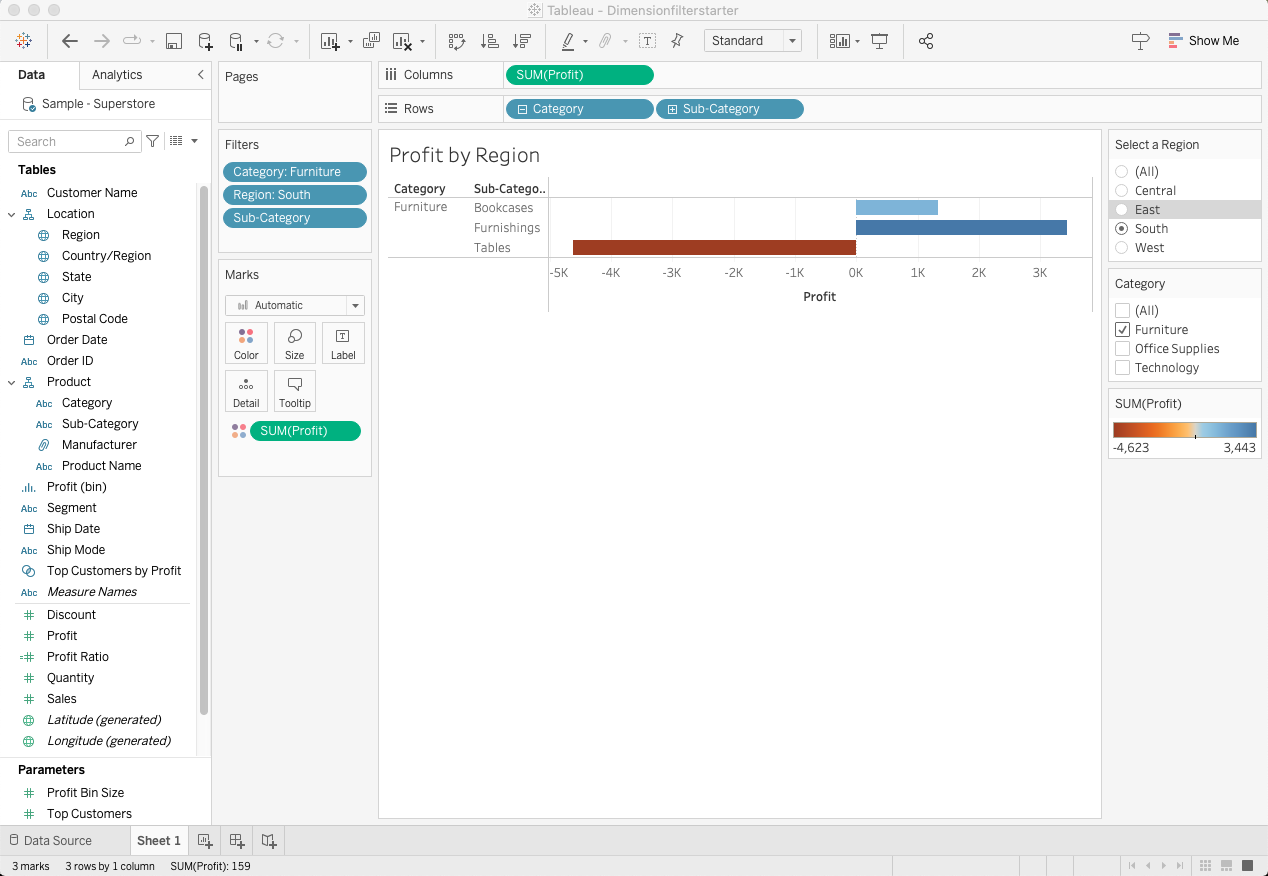 Tableau - Dimensionfilterstarter
Standard
Show Me
Data
Analytics
Sample - Superstore
Search
Tables
Abc Customer Name
Location
Region
Country/Region
State
City
Postal Code
Order Date
Abc Order ID
Product
Abc Category
Abc Sub-Category
Manufacturer
Abc Product Name
Profit (bin)
Abc Segment
Ship Date
Abc Ship Mode
Top Customers by Profit
Abc Measure Names
Discount
Profit
Profit Ratio
Quantity
Sales
Latitude (generated)
Longitude (generated)
Parameters
Profit Bin Size
Top Customers
Pages
Filters
Category: Furniture
Region: South
Sub-Category
Marks
Automatic
Color
Size
Label
Detail
Tooltip
SUM(Profit)
Columns
SUM(Profit)
Rows
Category
Sub-Category
Profit by Region
Category
Sub-Catego..
Furniture
Bookcases
Furnishings
Tables
-5K -4K -3K -2K -1K 0K 1K 2K 3K
Profit
Select a Region
(All)
Central
East
South
West
Category
(All)
Furniture
Office Supplies
Technology
SUM(Profit)
-4,623 3,443
Data Source
Sheet 1
3 marks
3 rows by 1 column
SUM(Profit): 159